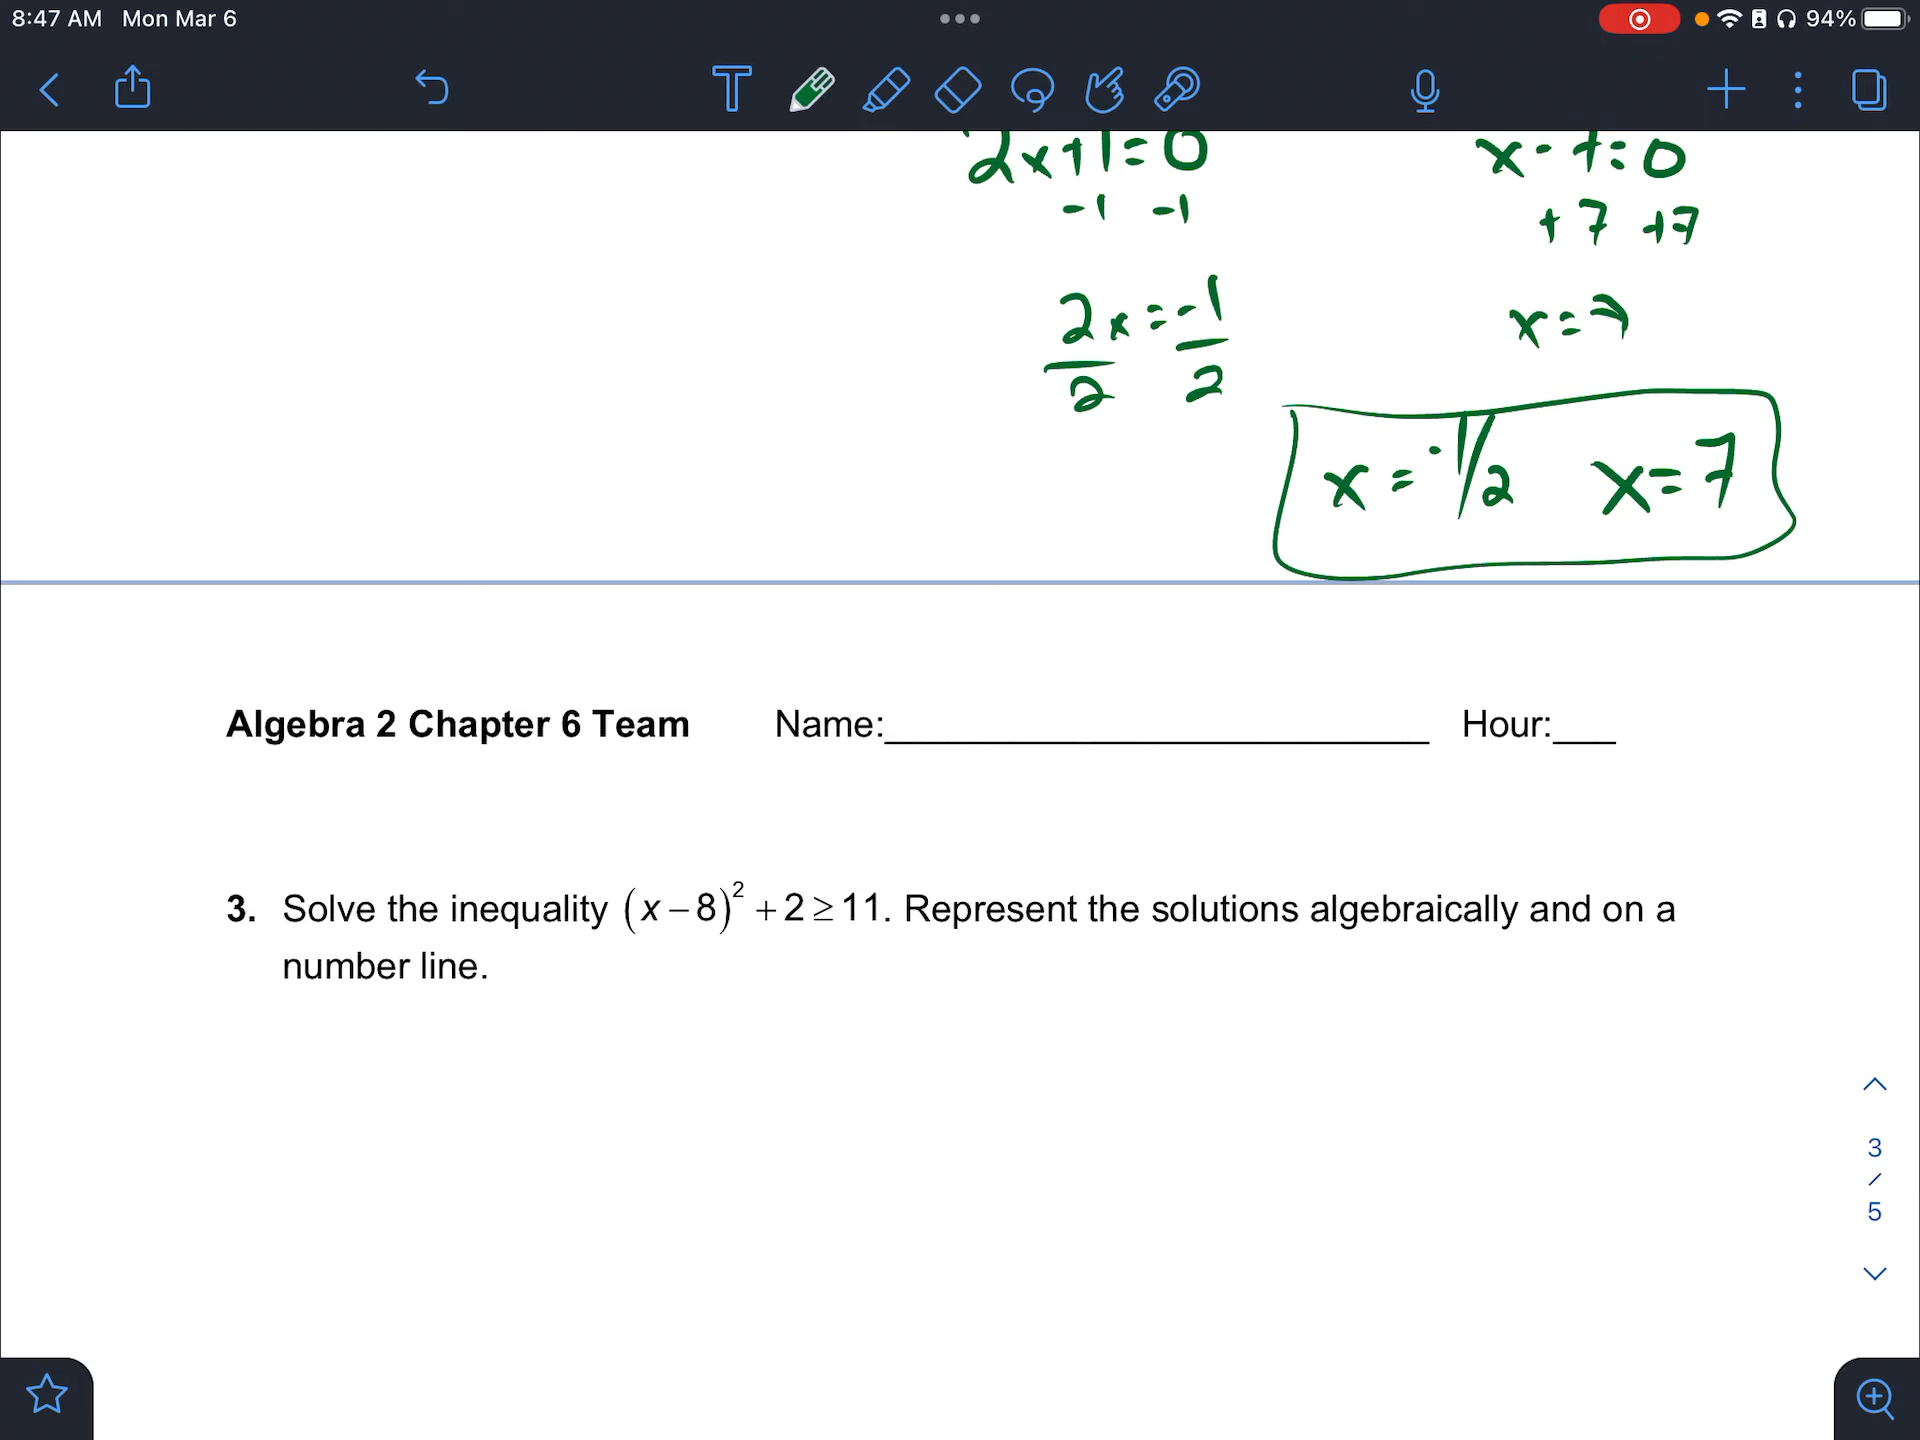 8:47 AM Mon Mar 6
94%
2x+1=0 x-7=0
-1 -1 +7 +7
2x=-1 x=7
2 2
x=-1/2 x=7
Algebra 2 Chapter 6 Team Name:__________________________ Hour:___
3. Solve the inequality (x−8)² +2≥11. Represent the solutions algebraically and on a
number line.
3
/
5